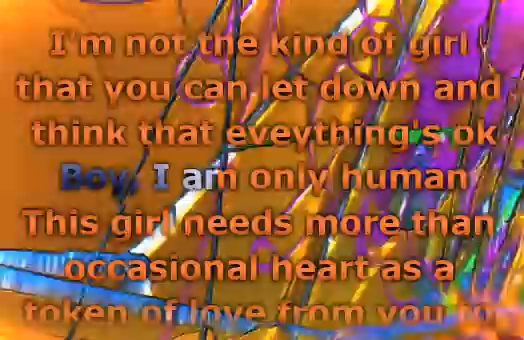 I'm not the kind of girl
that you can let down and
think that eveything's ok
Boy, I am only human
This girl needs more than
occasional heart as a
token of love from you to